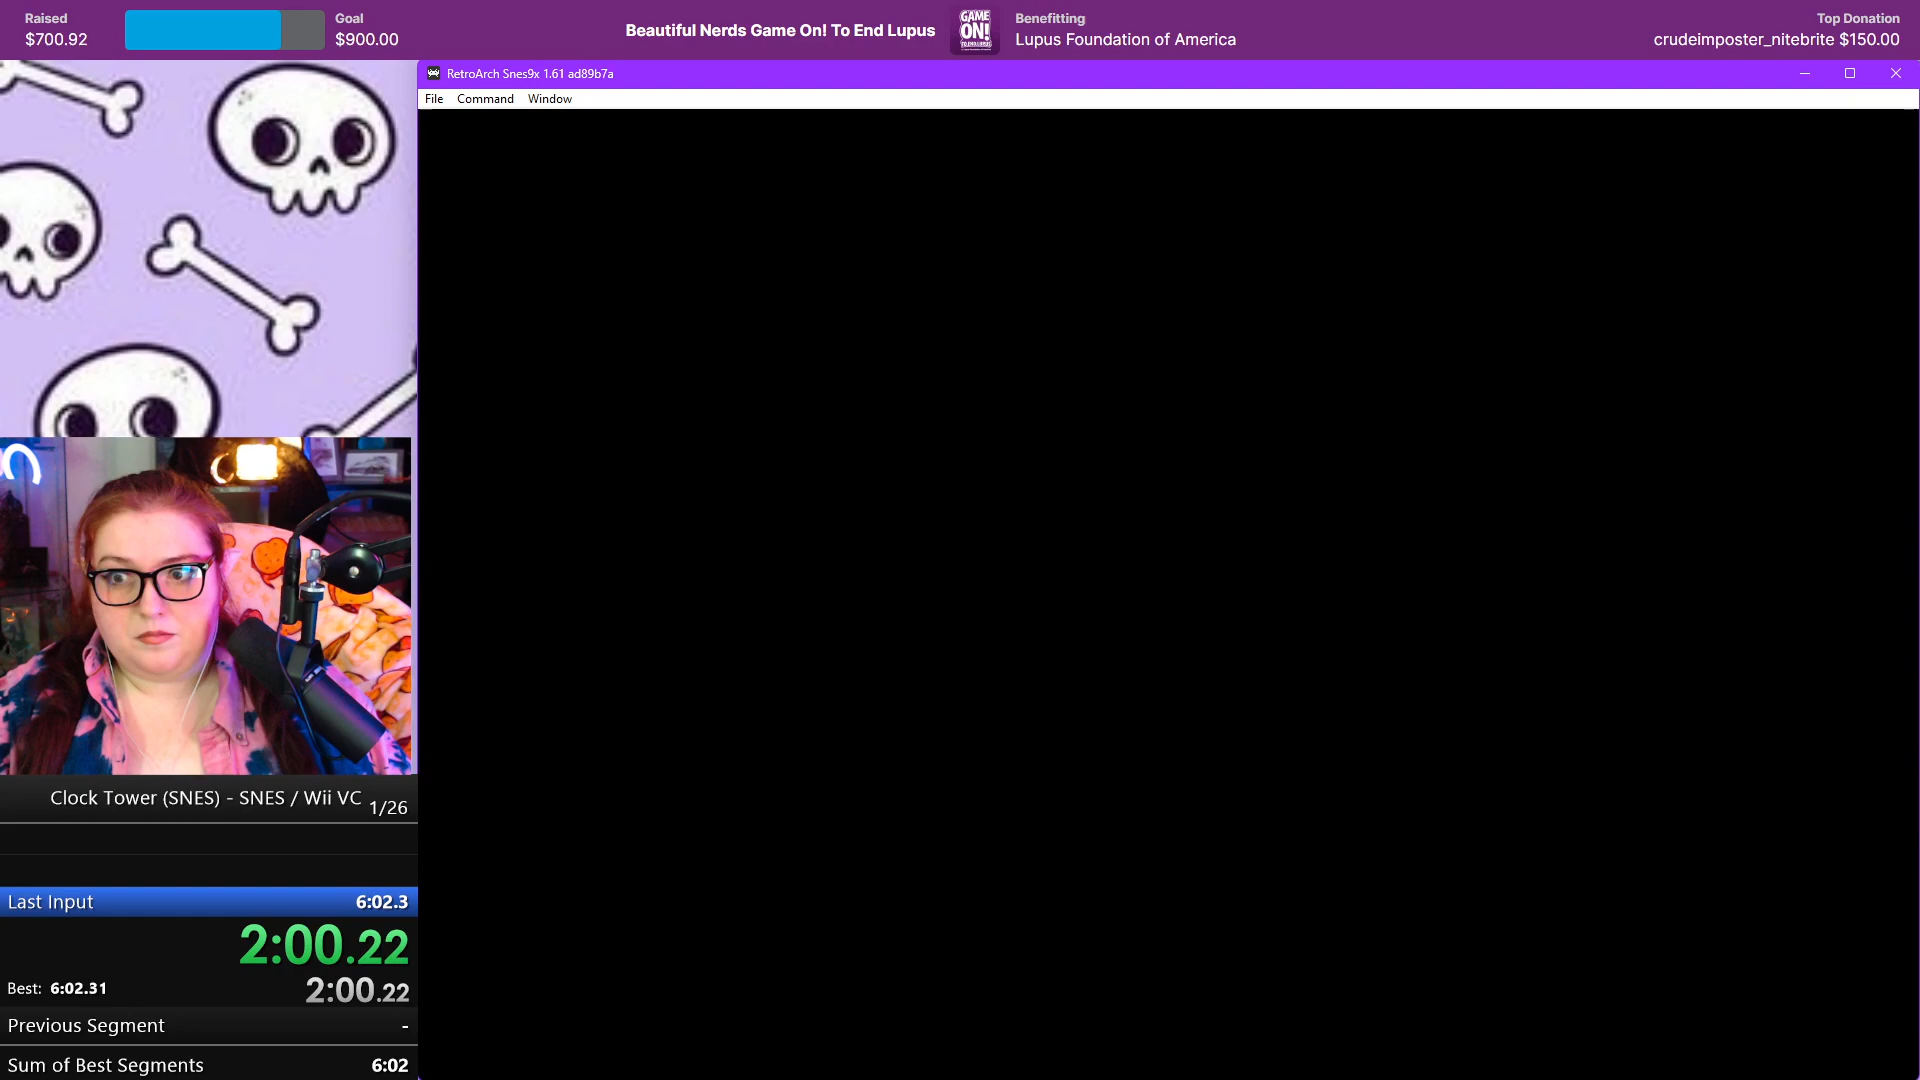 Raised
$700.92
Goal
$900.00
Beautiful Nerds Game On! To End Lupus
GAME
ON!
TO END LUPUS
Benefitting
Lupus Foundation of America
Top Donation
crudeimposter_nitebrite $150.00
RetroArch Snes9x 1.61 ad89b7a
File Command Window
Clock Tower (SNES) - SNES / Wii VC 1/26
Last Input 6:02.3
2:00.22
Best: 6:02.31 2:00.22
Previous Segment -
Sum of Best Segments 6:02